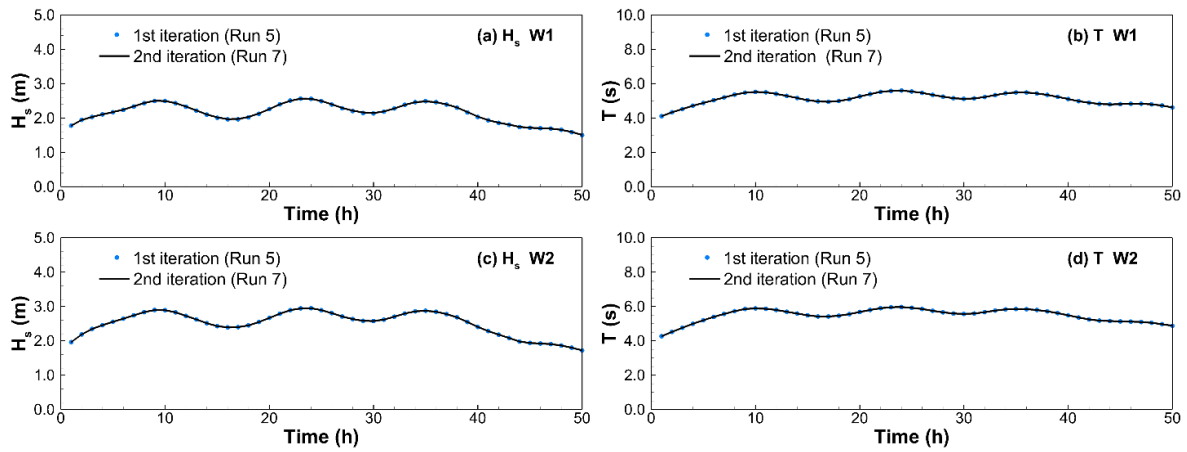 5.0
4.0
3.0
2.0
1.0
0.0
H_s (m)
1st iteration (Run 5)
2nd iteration (Run 7)
(a) H_s W1
0 10 20 30 40 50
Time (h)
10.0
8.0
6.0
4.0
2.0
0.0
T (s)
1st iteration (Run 5)
2nd iteration (Run 7)
(b) T W1
0 10 20 30 40 50
Time (h)
5.0
4.0
3.0
2.0
1.0
0.0
H_s (m)
1st iteration (Run 5)
2nd iteration (Run 7)
(c) H_s W2
0 10 20 30 40 50
Time (h)
10.0
8.0
6.0
4.0
2.0
0.0
T (s)
1st iteration (Run 5)
2nd iteration (Run 7)
(d) T W2
0 10 20 30 40 50
Time (h)